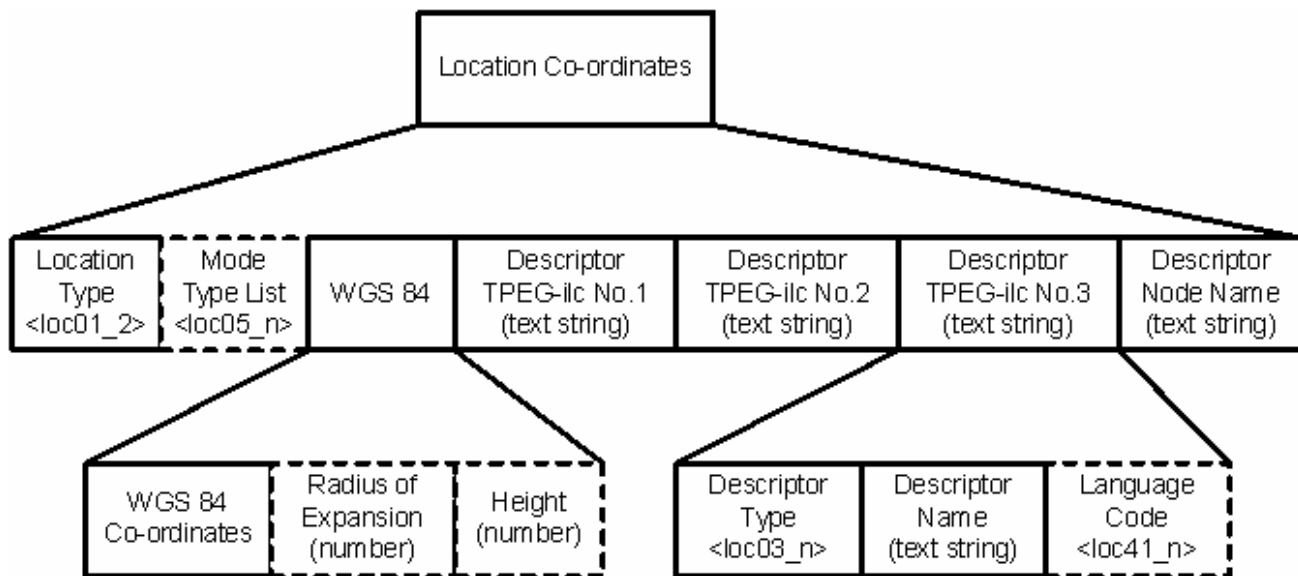 Location Co-ordinates
Location
Type
<loc01_2>
Mode
Type List
<loc05_n>
WGS 84
Descriptor
TPEG-ilc No.1
(text string)
Descriptor
TPEG-ilc No.2
(text string)
Descriptor
TPEG-ilc No.3
(text string)
Descriptor
Node Name
(text string)
WGS 84
Co-ordinates
Radius of
Expansion
(number)
Height
(number)
Descriptor
Type
<loc03_n>
Descriptor
Name
(text string)
Language
Code
<loc41_n>